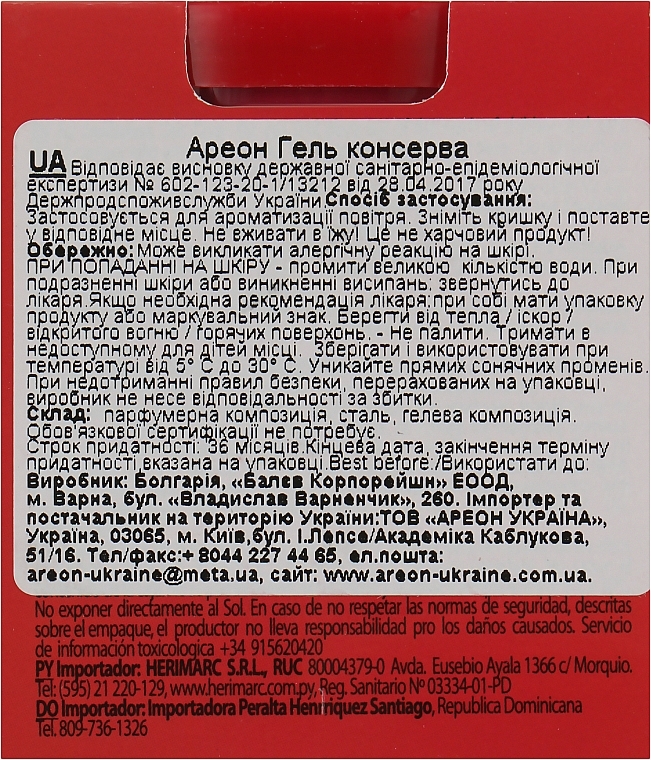 Ареон Гель консерва
UA Відповідає висновку державної санітарно-епідеміологічної
експертизи № 602-123-20-1/13212 від 28.04.2017 року
Держпродспоживслужби України.Спосіб застосування:
Застосовується для ароматизації повітря. Зніміть кришку і поставте
у відповідне місце. Не вживати в їжу! Це не харчовий продукт!
Обережно: Може викликати алергічну реакцію на шкірі.
ПРИ ПОПАДАННІ НА ШКІРУ - промити великою кількістю води. При
подразненні шкіри або виникненні висипань: звернутись до
лікаря.Якщо необхідна рекомендація лікаря:при собі мати упаковку
продукту або маркувальний знак. Берегти від тепла / іскор /
відкритого вогню / горячих поверхонь. - Не палити. Тримати в
недоступному для дітей місці. Зберігати і використовувати при
температурі від 5° С до 30° С. Уникайте прямих сонячних променів.
При недотриманні правил безпеки, перерахованих на упаковці,
виробник не несе відповідальності за збитки.
Склад: парфумерна композиція, сталь, гелева композиція.
Обов'язкової сертифікації не потребує.
Строк придатності: 36 місяців.Кінцева дата, закінчення терміну
придатності вказана на упаковці.Best before:/Використати до:
Виробник: Болгарія, «Балев Корпорейшн» ЕООД,
м. Варна, бул. «Владислав Варненчик», 260. Імпортер та
постачальник на територію України:ТОВ «АРЕОН УКРАЇНА»,
Україна, 03065, м. Київ,бул. І.Лепсе/Академіка Каблукова,
51/16. Тел/факс:+ 8044 227 44 65, ел.пошта:
areon-ukraine@meta.ua, сайт: www.areon-ukraine.com.ua.
No exponer directamente al Sol. En caso de no respetar las normas de seguridad, descritas
sobre el empaque, el productor no lleva responsabilidad pro los daños causados. Servicio
de información toxicologica +34 915620420
PY Importador: HERIMARC S.R.L., RUC 80004379-0 Avda. Eusebio Ayala 1366 c/ Morquio.
Tel: (595) 21 220-129, www.herimarc.com.py, Reg. Sanitario Nº 03334-01-PD
DO Importador: Importadora Peralta Henriquez Santiago, Republica Dominicana
Tel. 809-736-1326